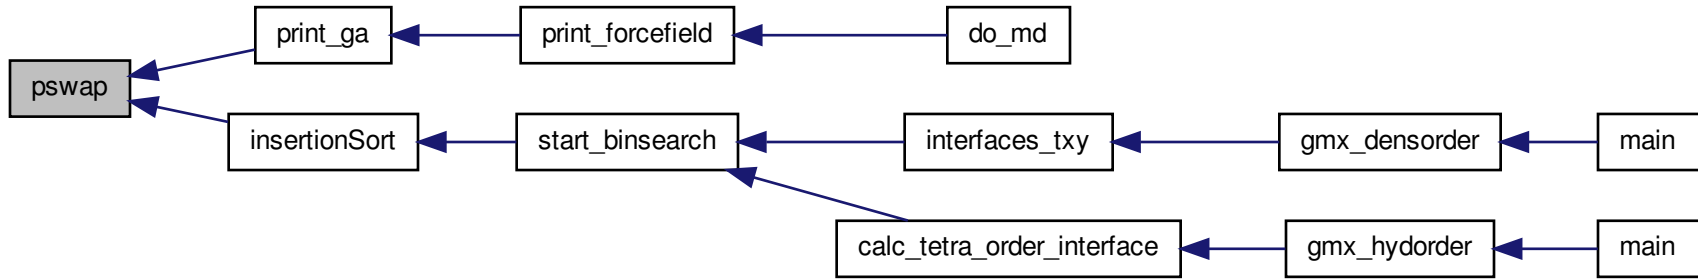 print_ga
print_forcefield
do_md
pswap
insertionSort
start_binsearch
interfaces_txy
gmx_densorder
main
calc_tetra_order_interface
gmx_hydorder
main